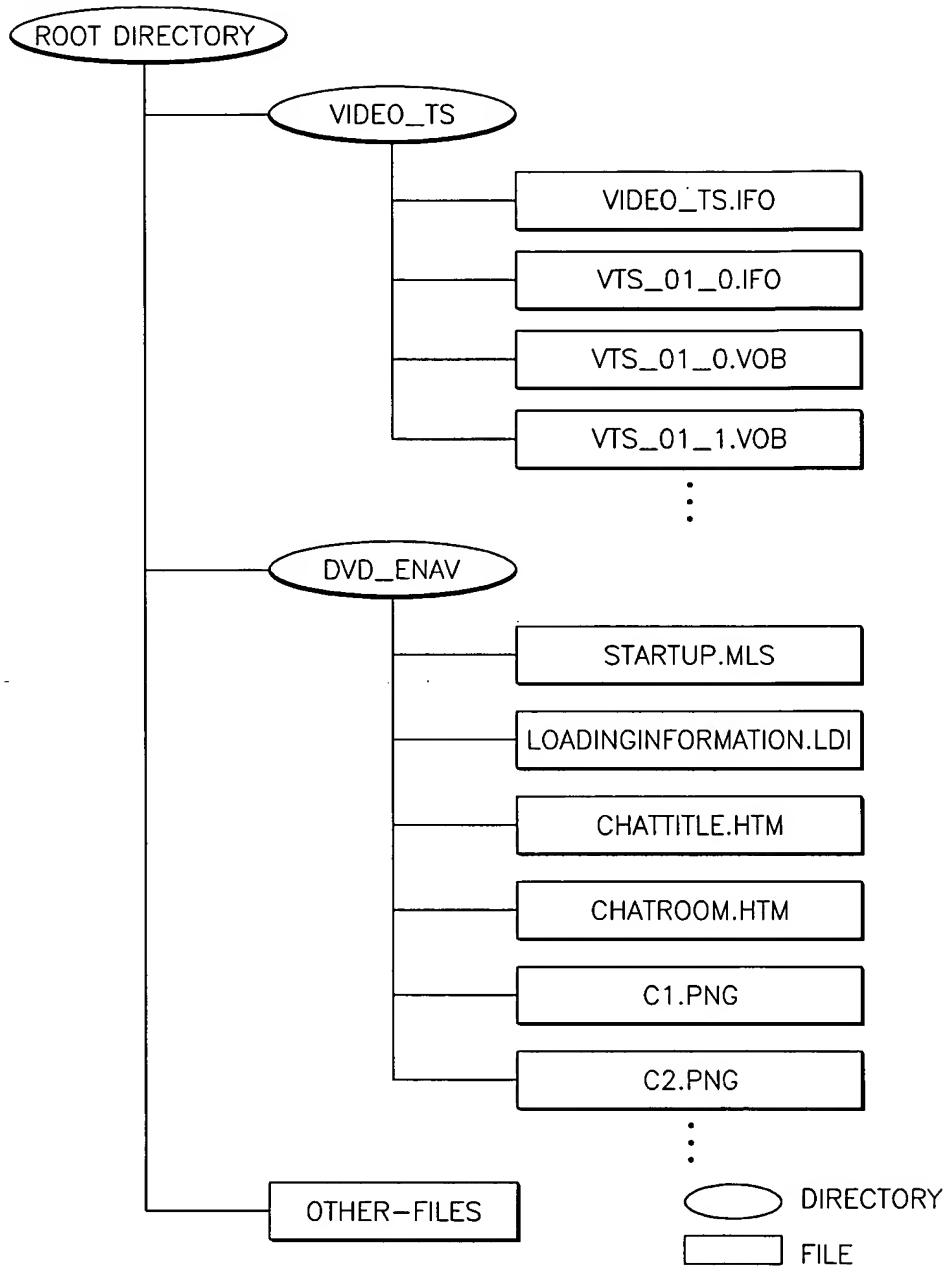 ROOT DIRECTORY
VIDEO_TS
VIDEO_TS.IFO
VTS_01_0.IFO
VTS_01_0.VOB
VTS_01_1.VOB
DVD_ENAV
STARTUP.MLS
LOADINGINFORMATION.LDI
CHATTITLE.HTM
CHATROOM.HTM
C1.PNG
C2.PNG
OTHER-FILES
DIRECTORY
FILE